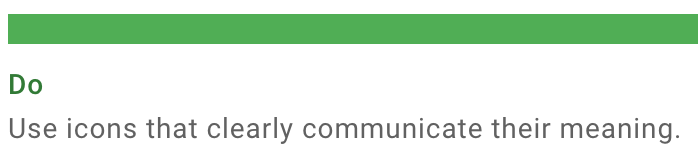 Do
Use icons that clearly communicate their meaning.